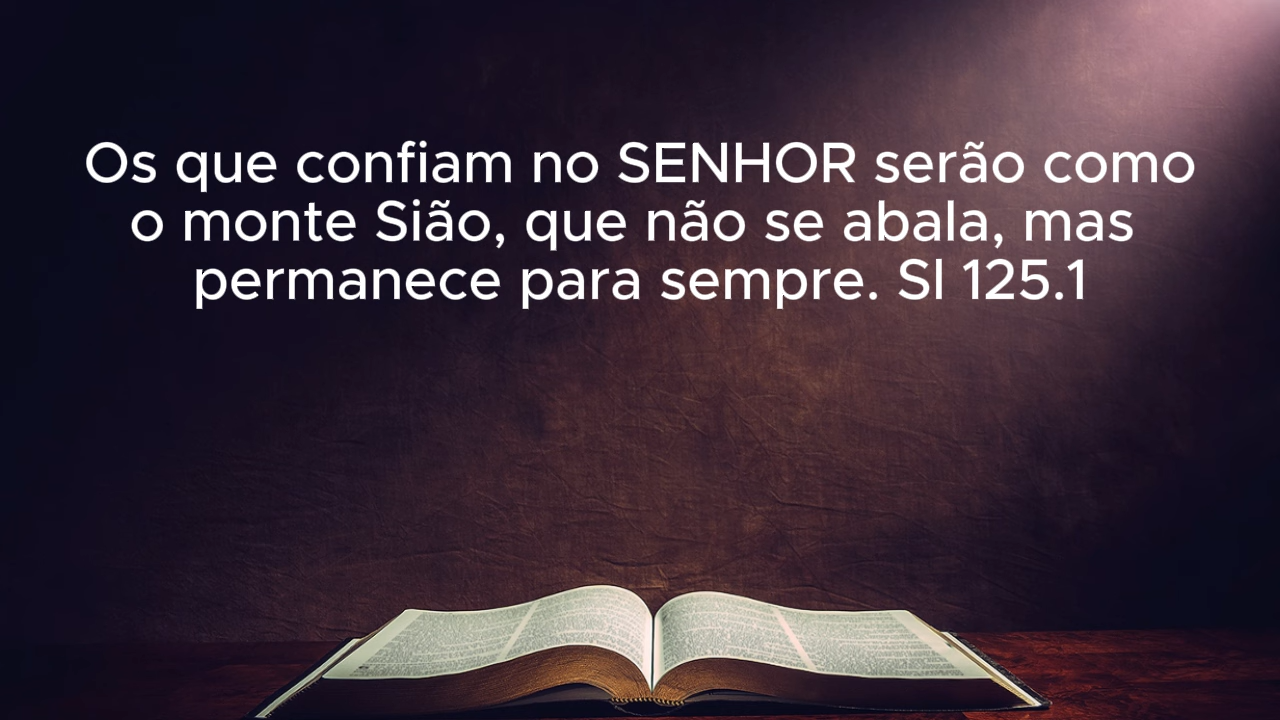 Os que confiam no SENHOR serão como
o monte Sião, que não se abala, mas
permanece para sempre. Sl 125.1